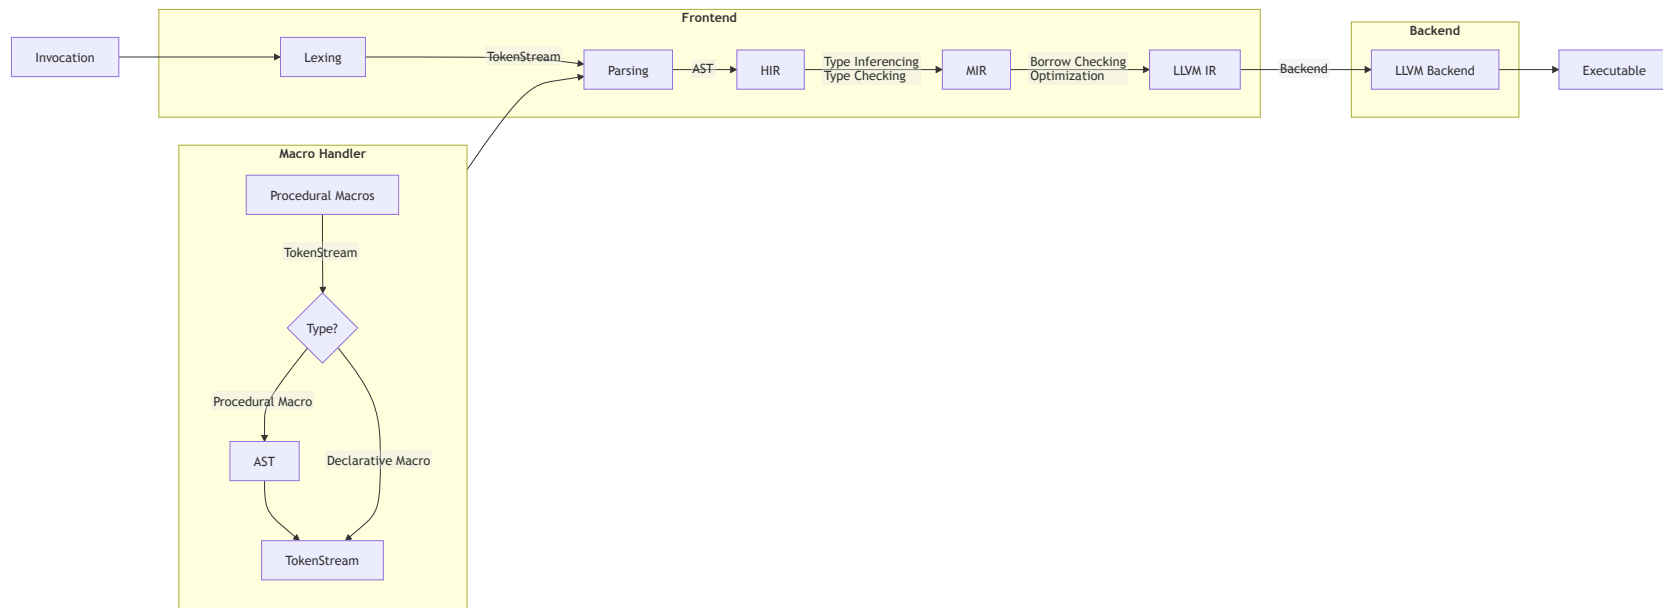 Frontend
Backend
Invocation
Lexing
TokenStream
Parsing
AST
HIR
Type Inferencing
Type Checking
MIR
Borrow Checking
Optimization
LLVM IR
Backend
LLVM Backend
Executable
Macro Handler
Procedural Macros
TokenStream
Type?
Procedural Macro
AST
Declarative Macro
TokenStream